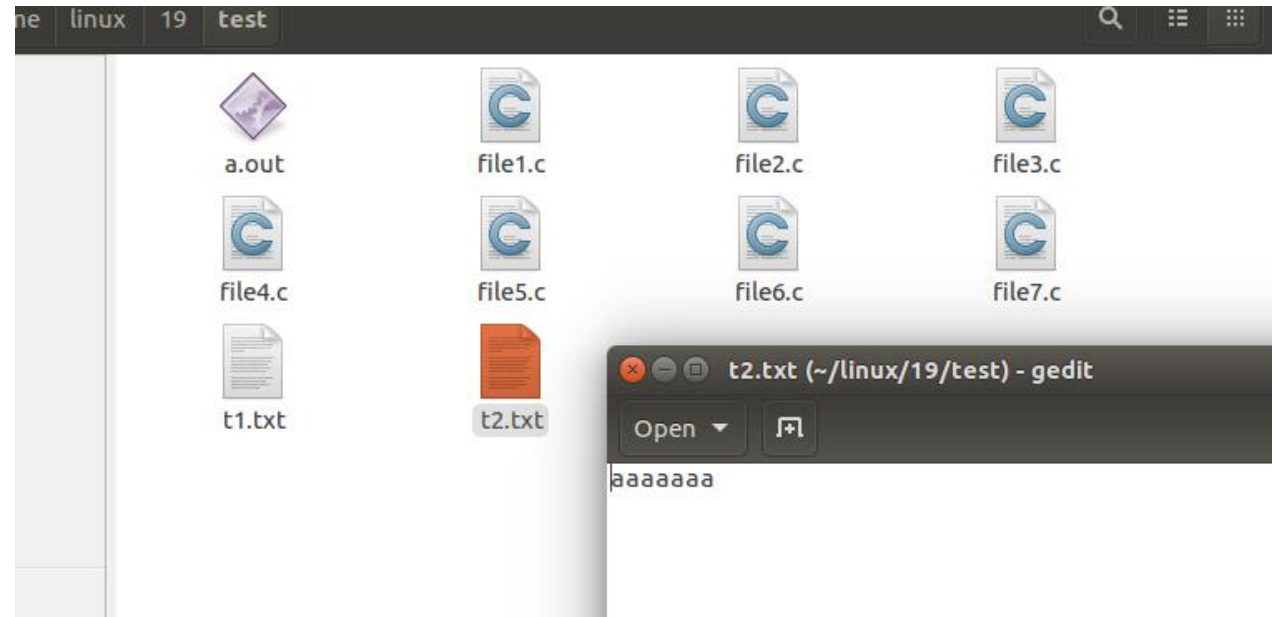 linux 19 test
a.out file1.c file2.c file3.c
file4.c file5.c file6.c file7.c
t1.txt t2.txt
t2.txt (~/linux/19/test) - gedit
Open
aaaaaaa